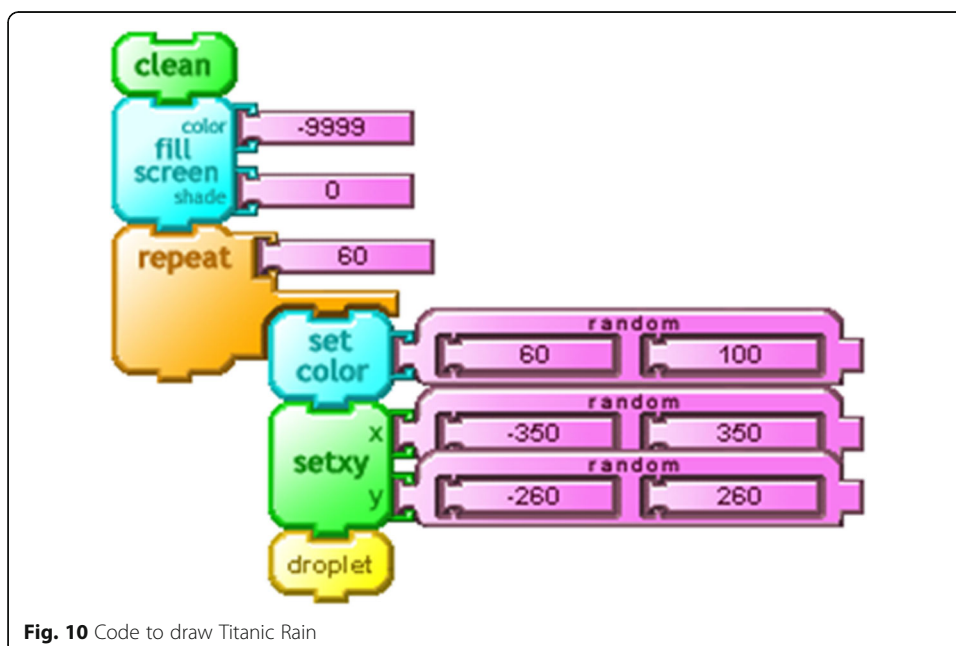 clean
color
-9999
fill
screen
shade
0
repeat
60
set
color
random
60 100
setxy
x
random
-350 350
y
random
-260 260
droplet
Fig. 10 Code to draw Titanic Rain